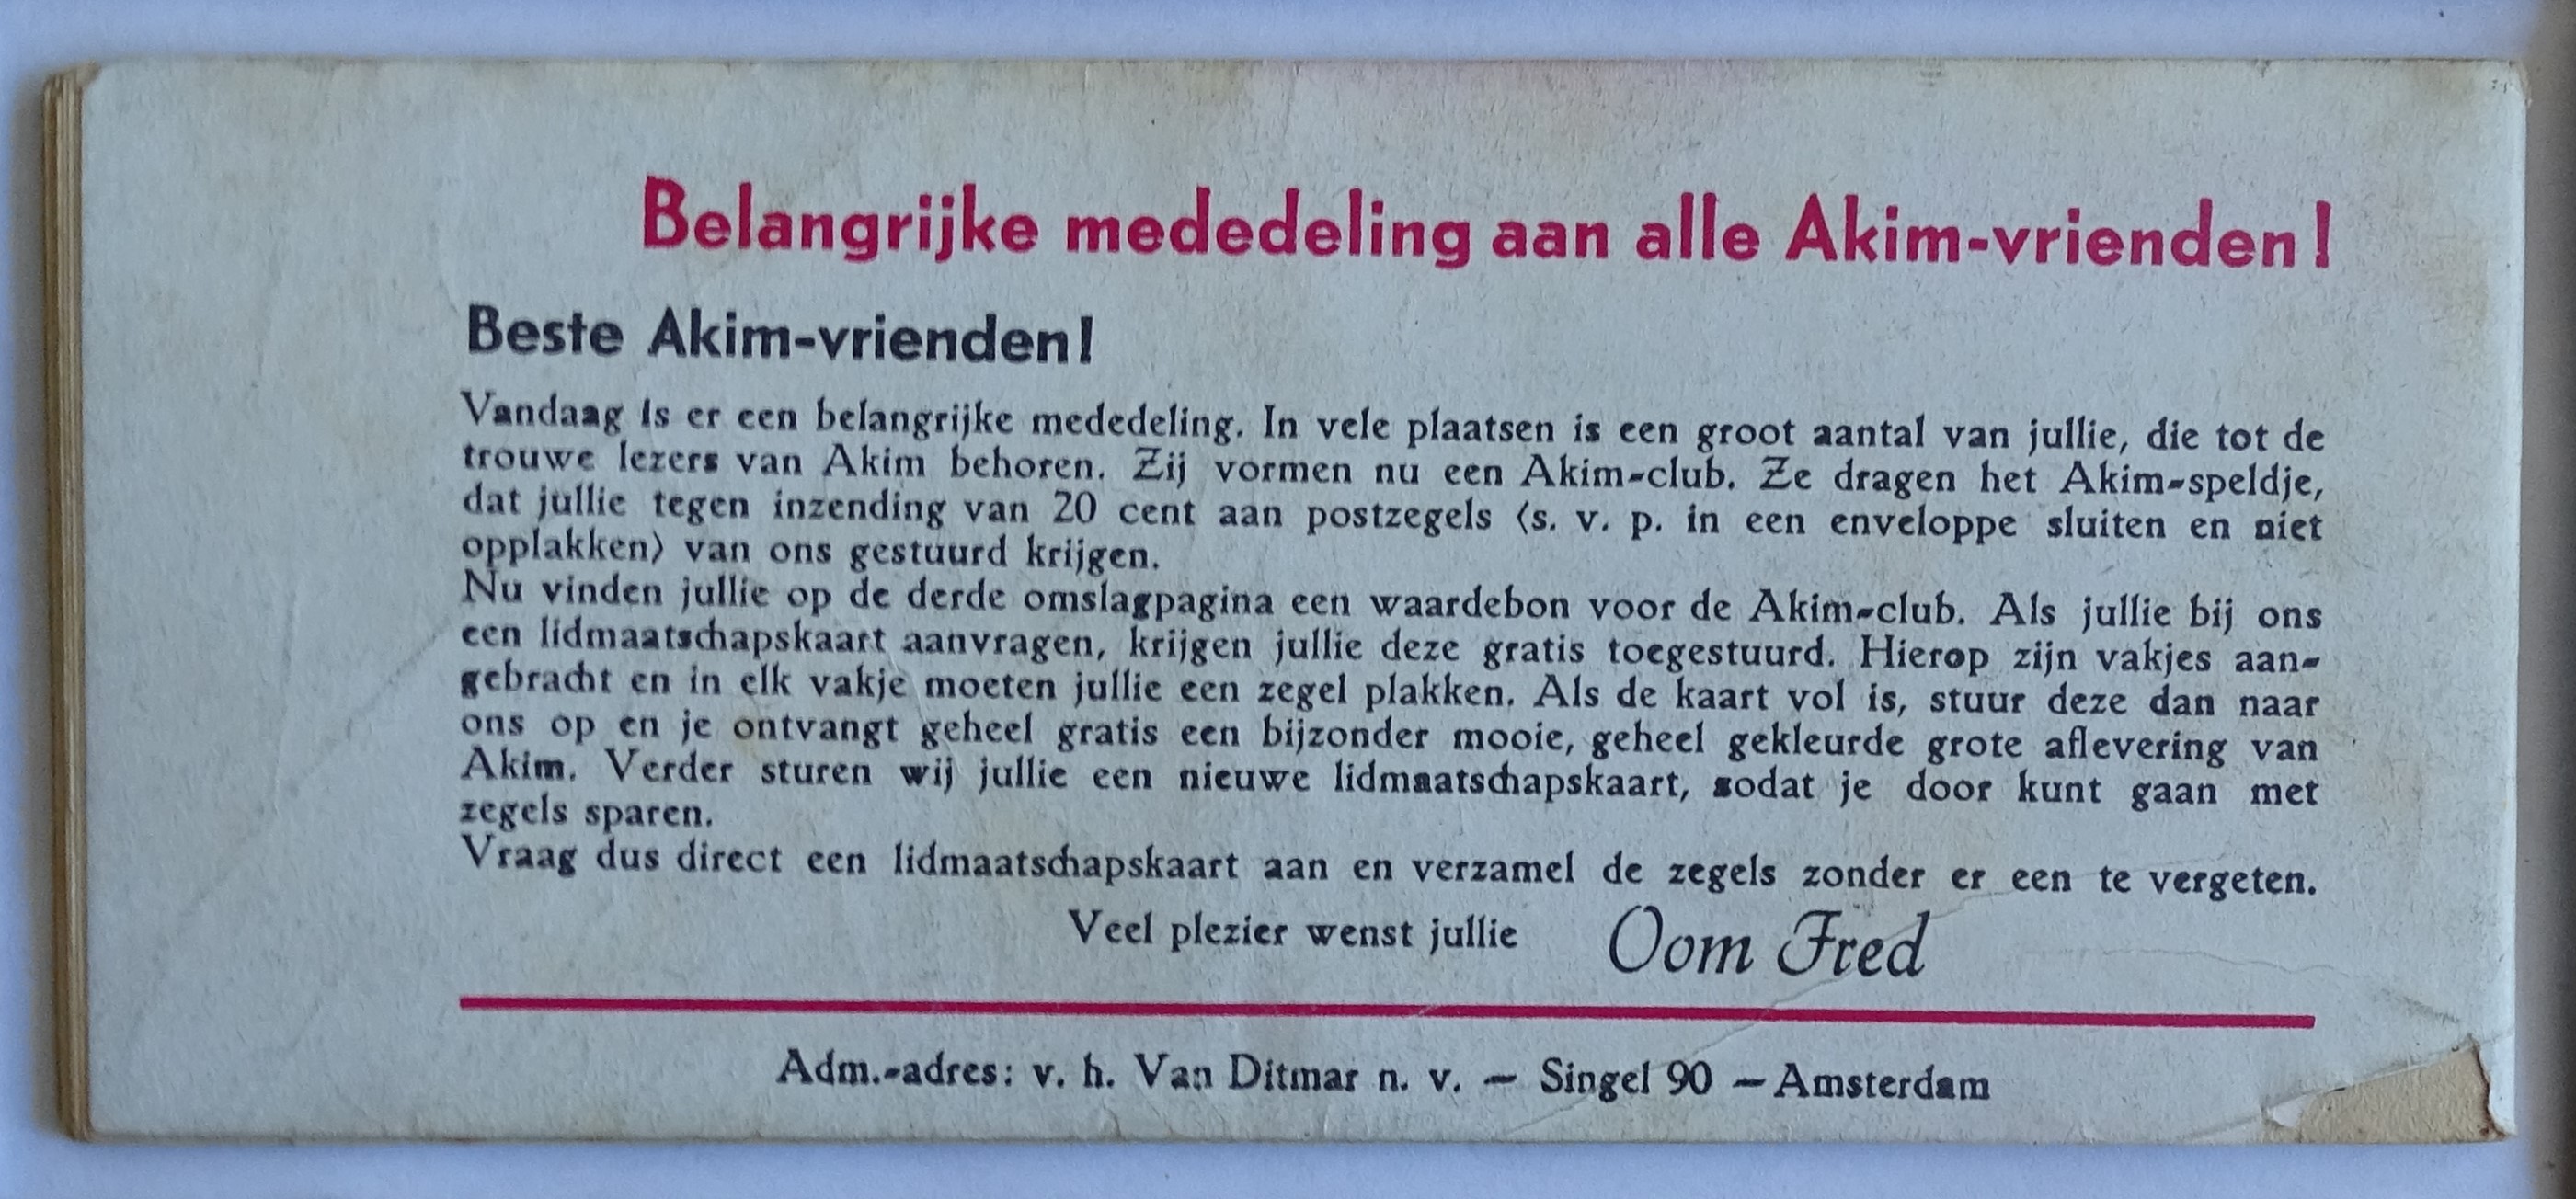 Belangrijke mededeling aan alle Akim-vrienden!
Beste Akim-vrienden!
Vandaag is er een belangrijke mededeling. In vele plaatsen is een groot aantal van jullie, die tot de
trouwe lezers van Akim behoren. Zij vormen nu een Akim-club. Ze dragen het Akim-speldje,
dat jullie tegen inzending van 20 cent aan postzegels (s. v. p. in een enveloppe sluiten en niet
opplakken) van ons gestuurd krijgen.
Nu vinden jullie op de derde omslagpagina een waardebon voor de Akim-club. Als jullie bij ons
een lidmaatschapskaart aanvragen, krijgen jullie deze gratis toegestuurd. Hierop zijn vakjes aan-
gebracht en in elk vakje moeten jullie een zegel plakken. Als de kaart vol is, stuur deze dan naar
ons op en je ontvangt geheel gratis een bijzonder mooie, geheel gekleurde grote aflevering van
Akim. Verder sturen wij jullie een nieuwe lidmaatschapskaart, sodat je door kunt gaan met
zegels sparen.
Vraag dus direct een lidmaatschapskaart aan en verzamel de zegels zonder er een te vergeten.
Veel plezier wenst jullie Oom Fred
Adm.-adres: v. h. Van Ditmar n. v. — Singel 90 — Amsterdam